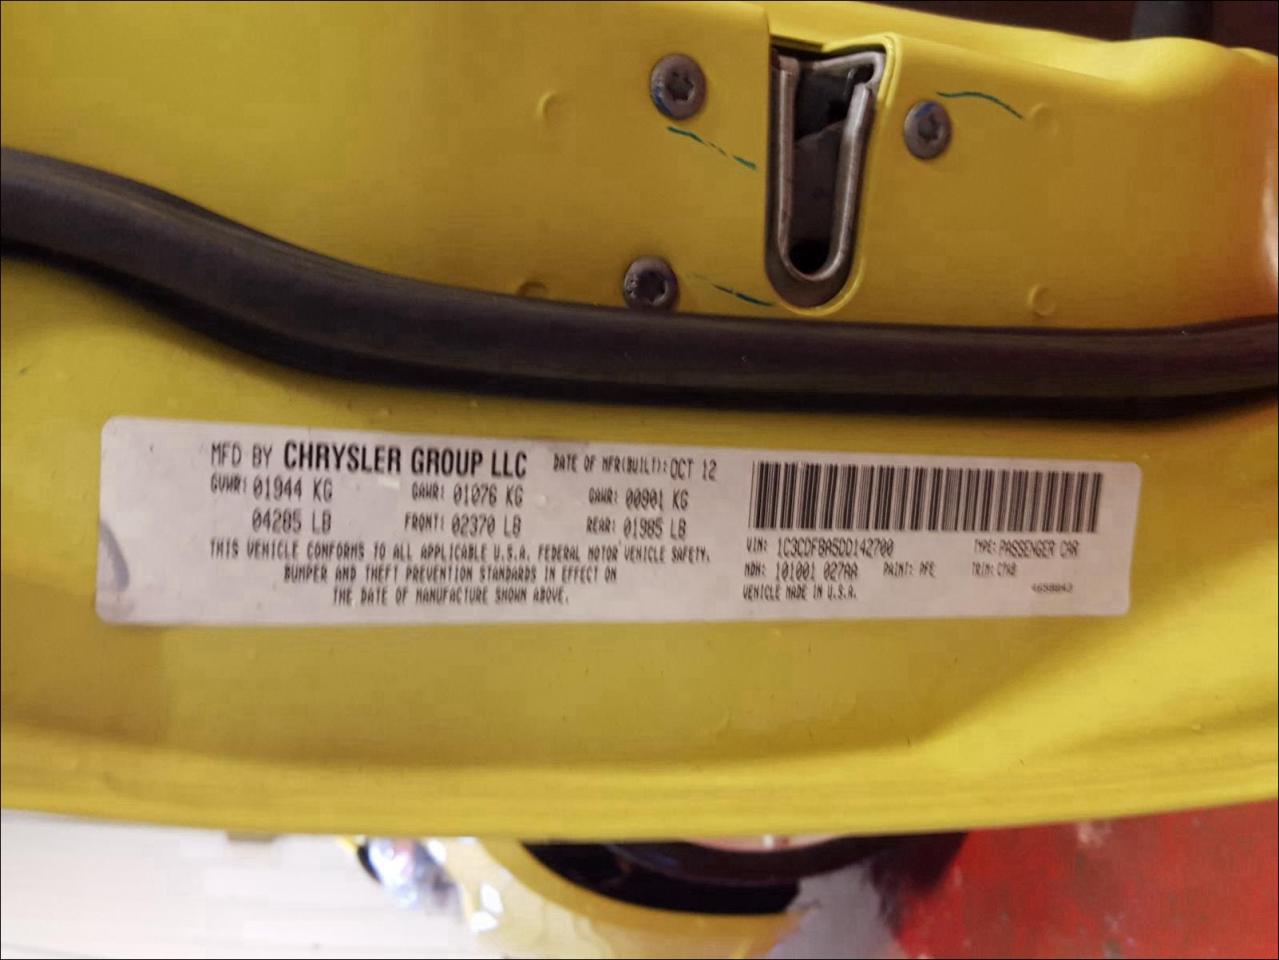 MFD BY CHRYSLER GROUP LLC DATE OF MFR(BUILT): OCT 12
GVWR: 01944 KG GAWR: 01076 KG GAWR: 00901 KG
04285 LB FRONT: 02370 LB REAR: 01985 LB
THIS VEHICLE CONFORMS TO ALL APPLICABLE U.S.A. FEDERAL MOTOR VEHICLE SAFETY,
BUMPER AND THEFT PREVENTION STANDARDS IN EFFECT ON
THE DATE OF MANUFACTURE SHOWN ABOVE.
VIN: 1C3CDFBA5DD142700 TYPE: PASSENGER CAR
MDH: 101001 027AA PAINT: PFE TRIM:
VEHICLE MADE IN U.S.A.